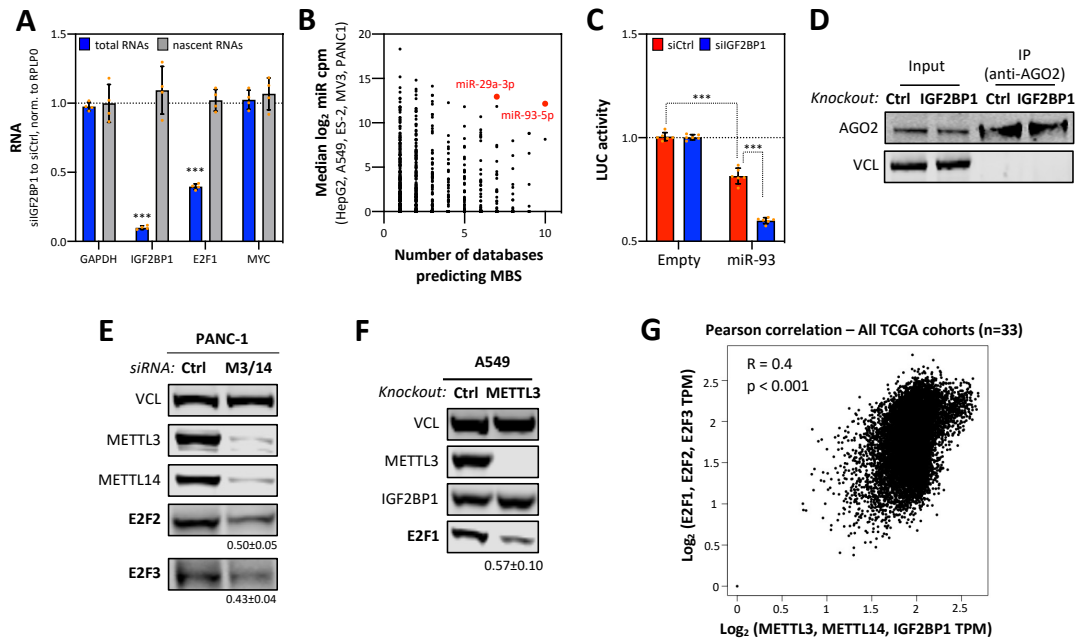 A
RNA
siIGF2BP1 to siCtrl, norm. to RPLP0
total RNAs
nascent RNAs
1.5
1.0
0.5
0.0
***
***
GAPDH
IGF2BP1
E2F1
MYC
B
Median log2 miR cpm
(HepG2, A549, ES-2, MV3, PANC1)
20
15
10
5
0
miR-29a-3p
miR-93-5p
0 2 4 6 8 10
Number of databases
predicting MBS
C
LUC activity
siCtrl
siIGF2BP1
1.5
1.0
0.5
***
***
Empty
miR-93
D
Input
IP
(anti-AGO2)
Knockout: Ctrl IGF2BP1 Ctrl IGF2BP1
AGO2
VCL
E
PANC-1
siRNA: Ctrl M3/14
VCL
METTL3
METTL14
E2F2
0.50±0.05
E2F3
0.43±0.04
F
A549
Knockout: Ctrl METTL3
VCL
METTL3
IGF2BP1
E2F1
0.57±0.10
G
Pearson correlation – All TCGA cohorts (n=33)
R = 0.4
p < 0.001
Log2 (E2F1, E2F2, E2F3 TPM)
2.5
2
1.5
1
0.5
0
0 0.5 1 1.5 2 2.5
Log2 (METTL3, METTL14, IGF2BP1 TPM)